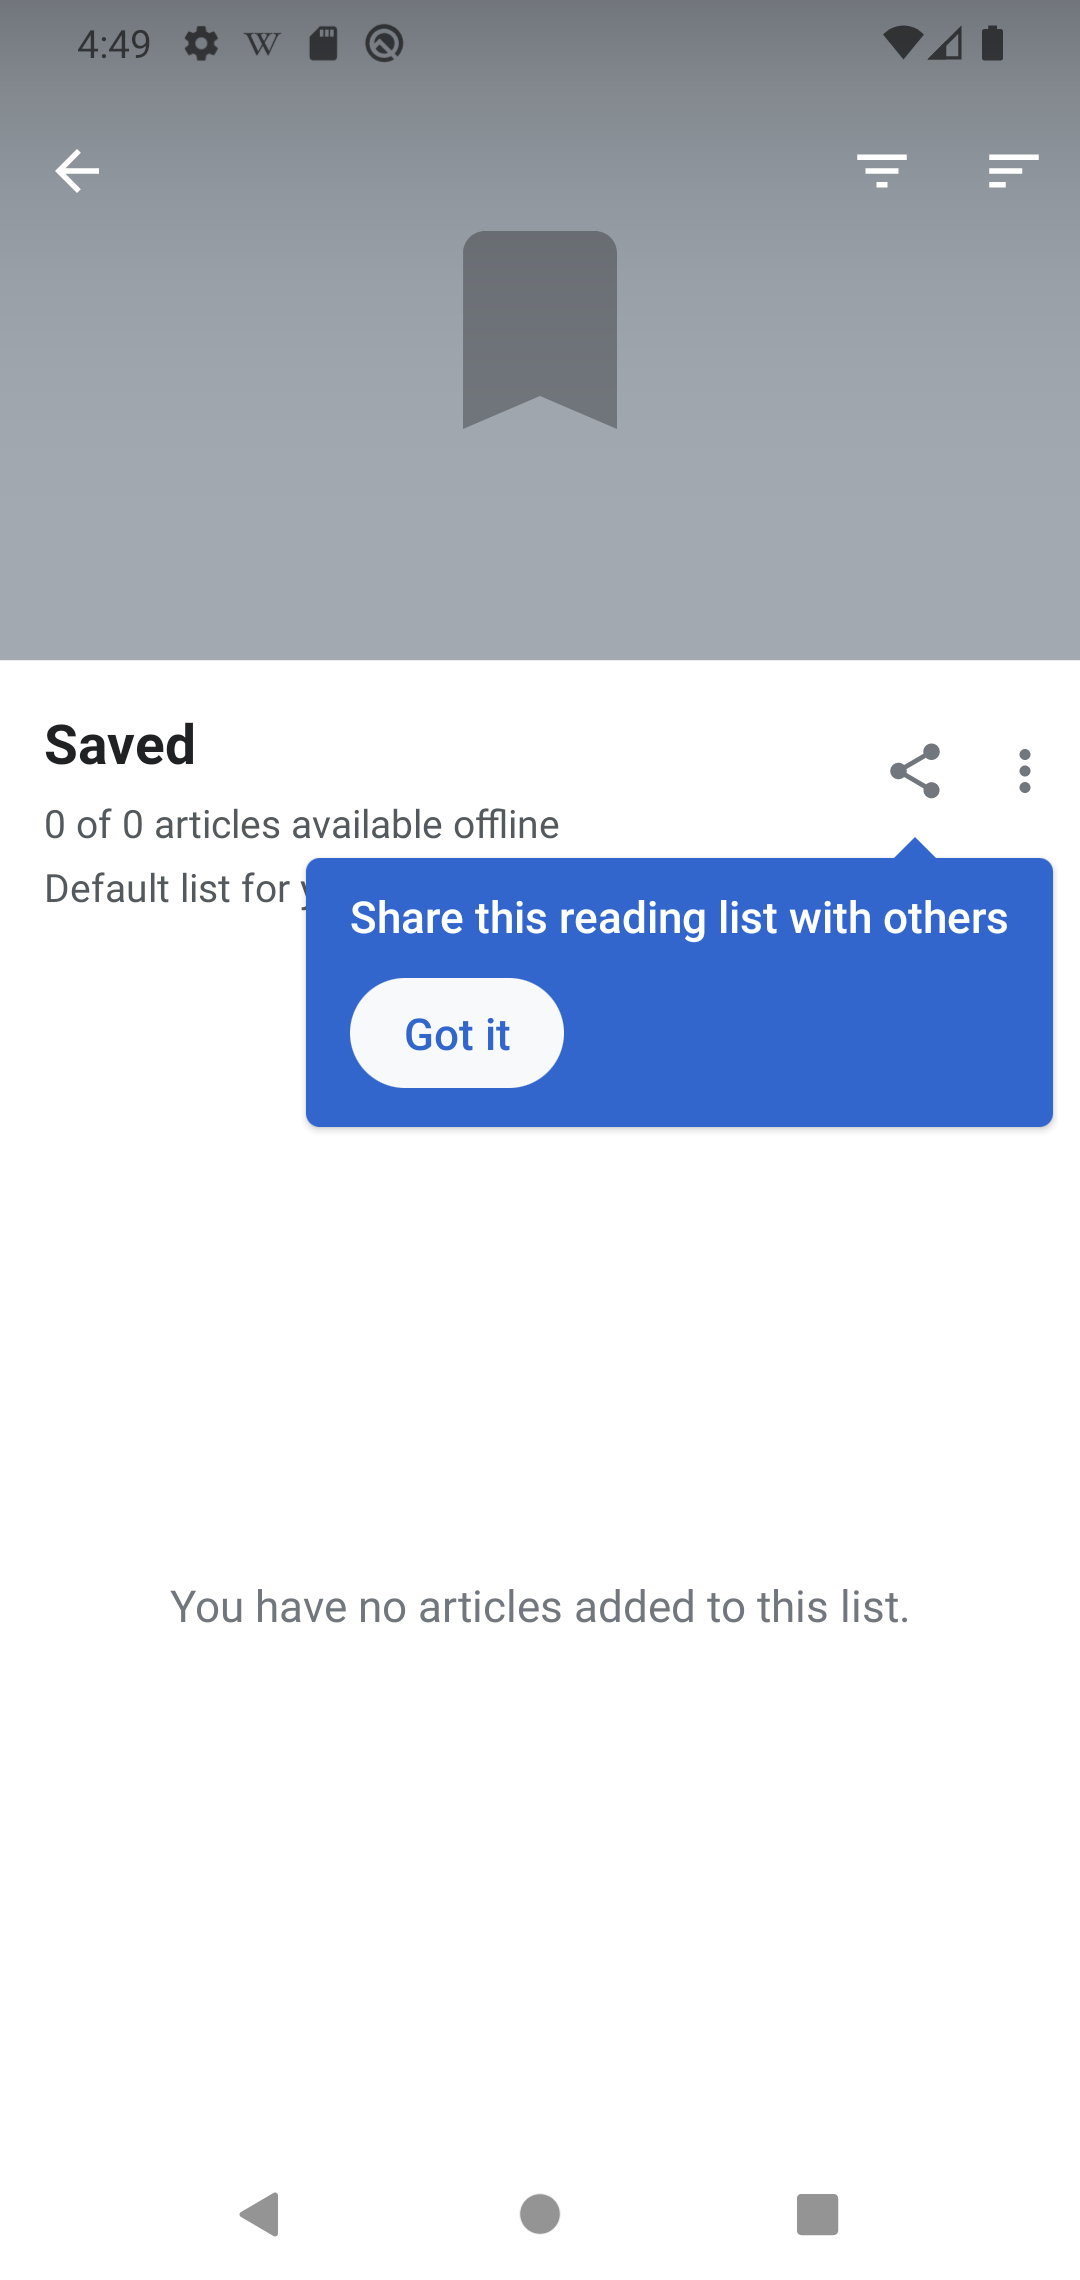 4:49
Saved
0 of 0 articles available offline
Default list for
Share this reading list with others
Got it
You have no articles added to this list.